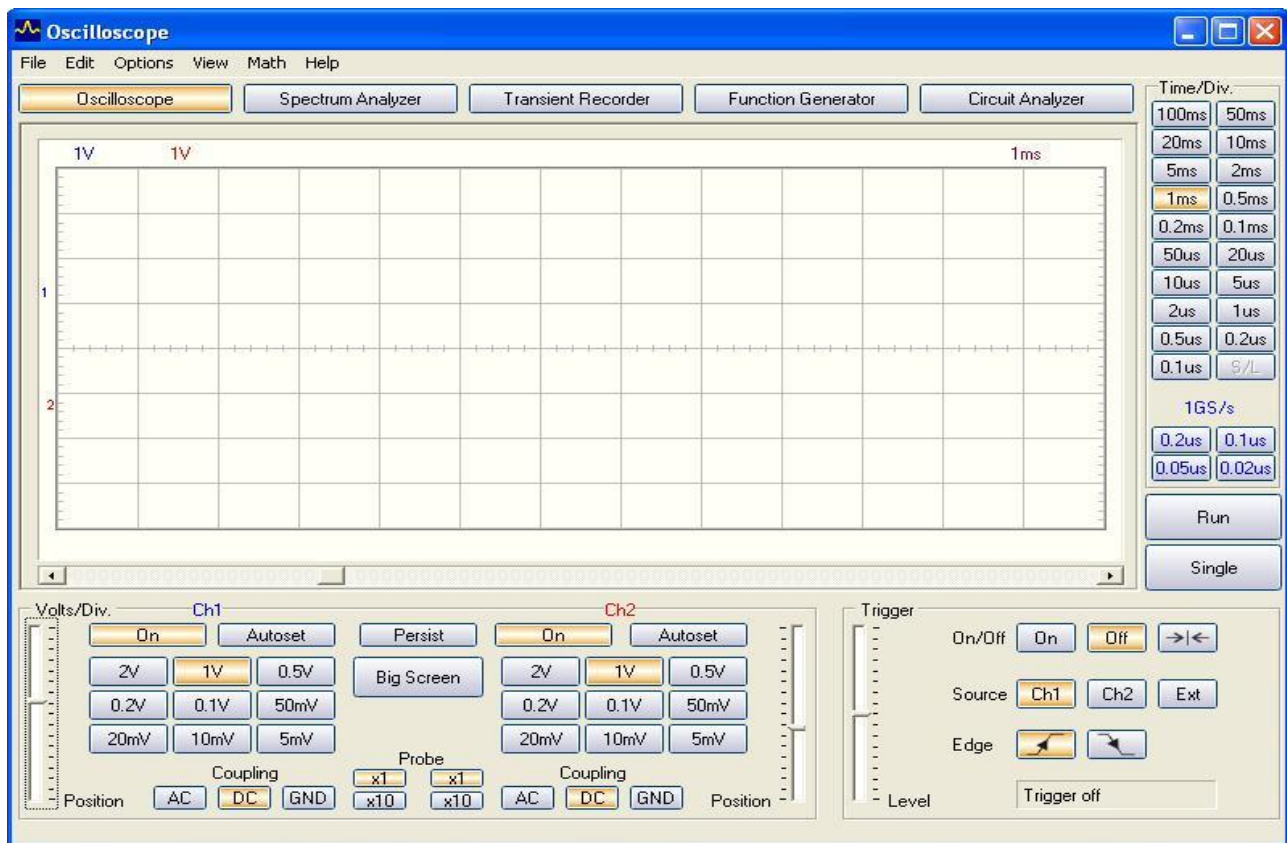 Oscilloscope
File Edit Options View Math Help
Oscilloscope Spectrum Analyzer Transient Recorder Function Generator Circuit Analyzer
1V 1V 1ms
1
2
Time/Div.
100ms 50ms
20ms 10ms
5ms 2ms
1ms 0.5ms
0.2ms 0.1ms
50us 20us
10us 5us
2us 1us
0.5us 0.2us
0.1us S/L
1GS/s
0.2us 0.1us
0.05us 0.02us
Run
Single
Volts/Div. Ch1 Ch2
On Autoset Persist On Autoset
2V 1V 0.5V Big Screen 2V 1V 0.5V
0.2V 0.1V 50mV 0.2V 0.1V 50mV
20mV 10mV 5mV 20mV 10mV 5mV
Coupling Probe Coupling
x1 x1
Position AC DC GND x10 x10 AC DC GND Position
Trigger
On/Off On Off
Source Ch1 Ch2 Ext
Edge
Level Trigger off